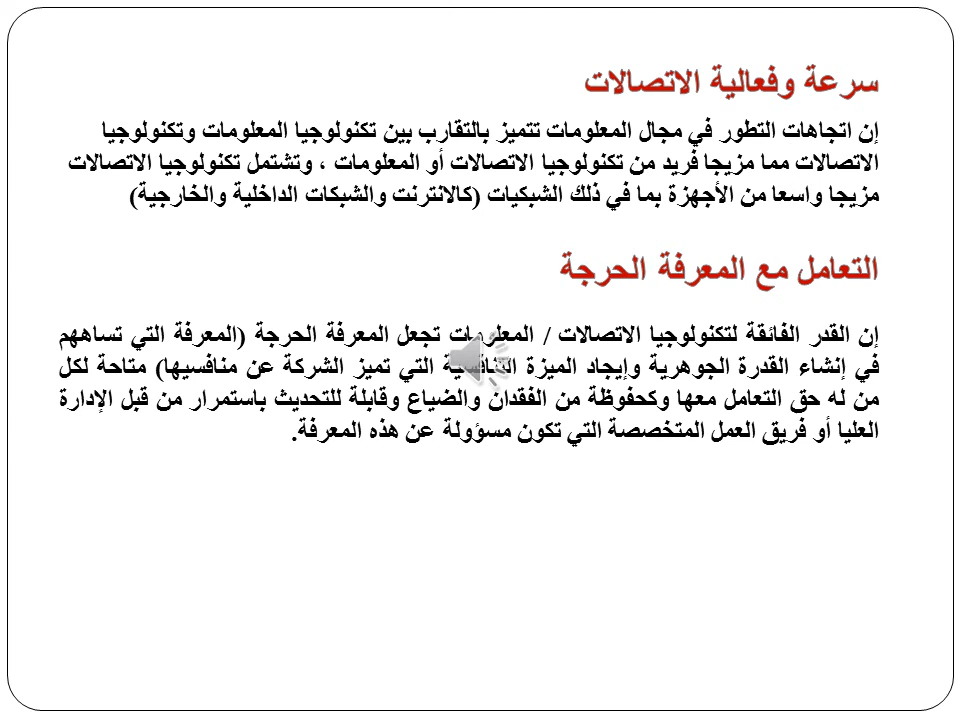 سرعة وفعالية الاتصالات
إن اتجاهات التطور في مجال المعلومات تتميز بالتقارب بين تكنولوجيا المعلومات وتكنولوجيا
الاتصالات مما مزيجا فريد من تكنولوجيا الاتصالات أو المعلومات ، وتشتمل تكنولوجيا الاتصالات
مزيجا واسعا من الأجهزة بما في ذلك الشبكيات (كالانترنت والشبكات الداخلية والخارجية)
التعامل مع المعرفة الحرجة
إن القدر الفائقة لتكنولوجيا الاتصالات / المعلومات تجعل المعرفة الحرجة (المعرفة التي تساههم
في إنشاء القدرة الجوهرية وإيجاد الميزة التنافسية التي تميز الشركة عن منافسيها) متاحة لكل
من له حق التعامل معها وكحفوظة من الفقدان والضياع وقابلة للتحديث باستمرار من قبل الإدارة
العليا أو فريق العمل المتخصصة التي تكون مسؤولة عن هذه المعرفة.